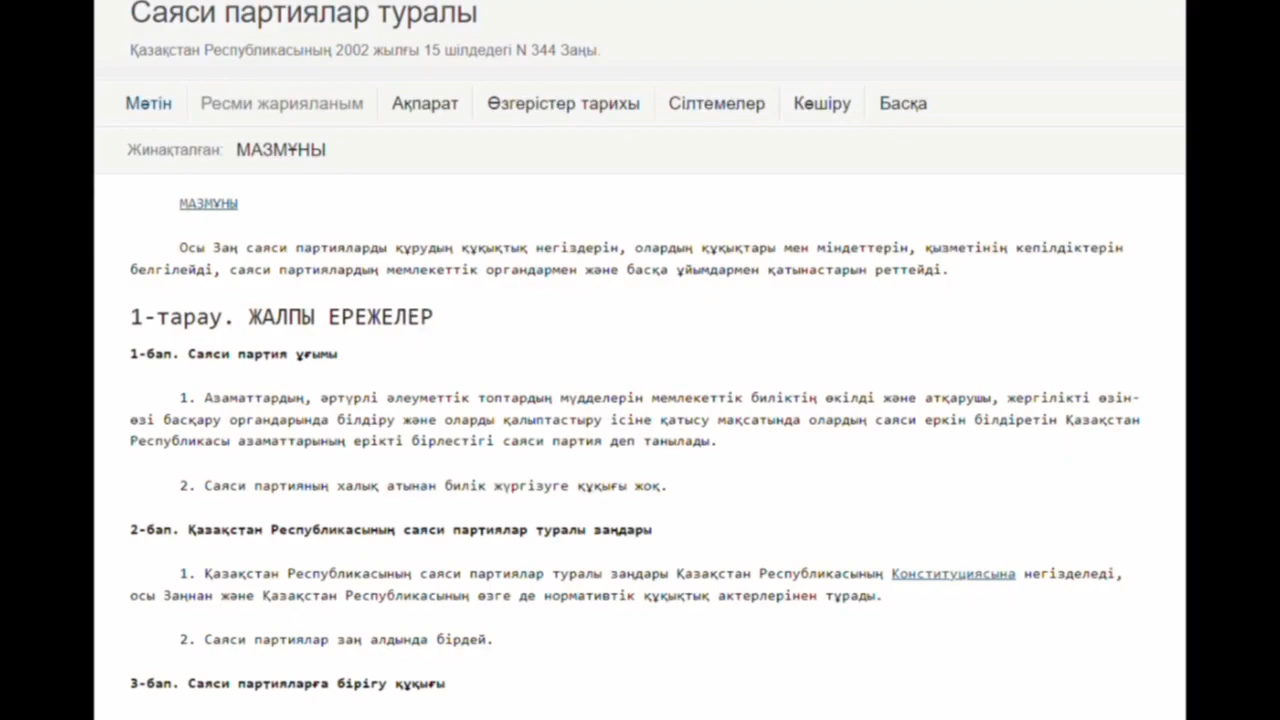 Саяси партиялар туралы
Қазақстан Республикасының 2002 жылғы 15 шілдедегі N 344 Заңы.
Мәтін Ресми жарияланым Ақпарат Өзгерістер тарихы Сілтемелер Көшіру Басқа
Жинақталған: МАЗМҰНЫ
МАЗМҰНЫ
Осы Заң саяси партияларды құрудың құқықтық негіздерін, олардың құқықтары мен міндеттерін, қызметінің кепілдіктерін
белгілейді, саяси партиялардың мемлекеттік органдармен және басқа ұйымдармен қатынастарын реттейді.
1-тарау. ЖАЛПЫ ЕРЕЖЕЛЕР
1-бап. Саяси партия ұғымы
1. Азаматтардың, әртүрлі әлеуметтік топтардың мүдделерін мемлекеттік биліктің өкілді және атқарушы, жергілікті өзін-
өзі басқару органдарында білдіру және оларды қалыптастыру ісіне қатысу мақсатында олардың саяси еркін білдіретін Қазақстан
Республикасы азаматтарының ерікті бірлестігі саяси партия деп танылады.
2. Саяси партияның халық атынан билік жүргізуге құқығы жоқ.
2-бап. Қазақстан Республикасының саяси партиялар туралы заңдары
1. Қазақстан Республикасының саяси партиялар туралы заңдары Қазақстан Республикасының Конституциясына негізделеді,
осы Заңнан және Қазақстан Республикасының өзге де нормативтік құқықтық актерлерінен тұрады.
2. Саяси партиялар заң алдында бірдей.
3-бап. Саяси партияларға бірігу құқығы